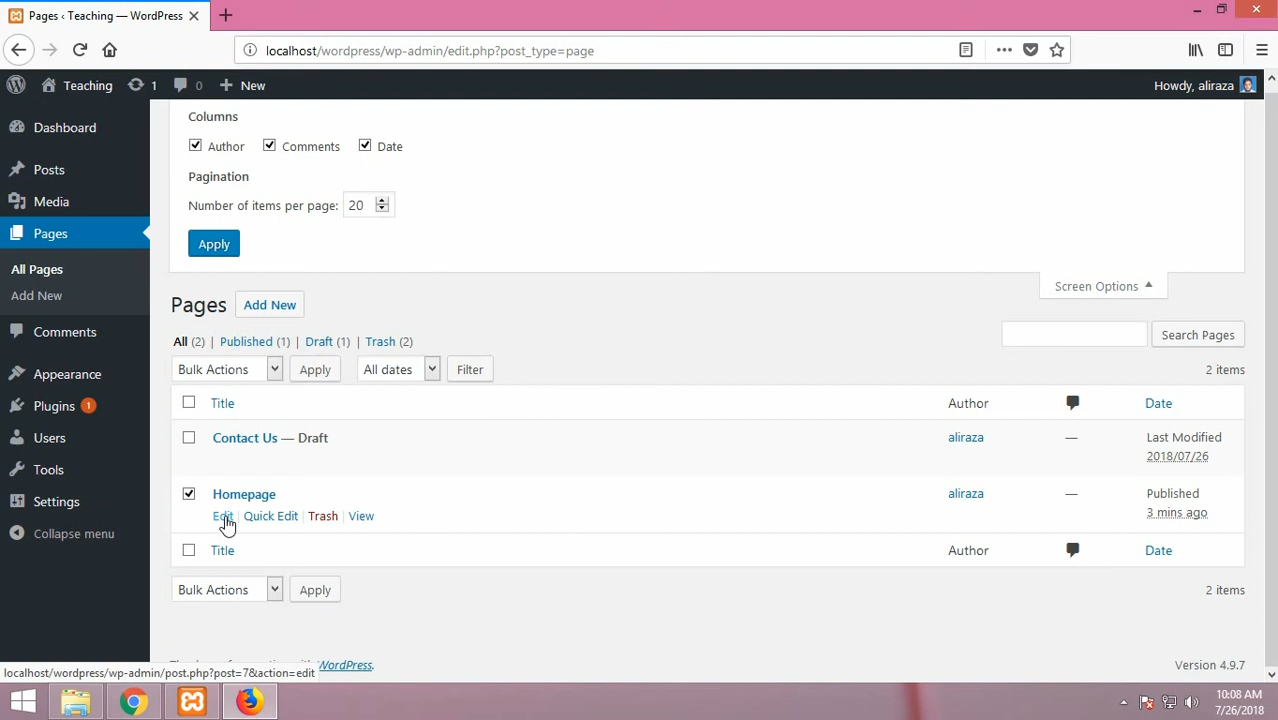 Pages ‹ Teaching — WordPress
localhost/wordpress/wp-admin/edit.php?post_type=page
Teaching 1 0 New Howdy, aliraza
Dashboard
Posts
Media
Pages
All Pages
Add New
Comments
Appearance
Plugins 1
Users
Tools
Settings
Collapse menu
Columns
Author Comments Date
Pagination
Number of items per page: 20
Apply
Screen Options
Pages Add New
All (2) | Published (1) | Draft (1) | Trash (2)
Search Pages
Bulk Actions Apply All dates Filter 2 items
Title Author Date
Contact Us — Draft aliraza — Last Modified
2018/07/26
Homepage aliraza — Published
Edit | Quick Edit | Trash | View 3 mins ago
Title Author Date
Bulk Actions Apply 2 items
WordPress. Version 4.9.7
localhost/wordpress/wp-admin/post.php?post=7&action=edit
10:08 AM
7/26/2018